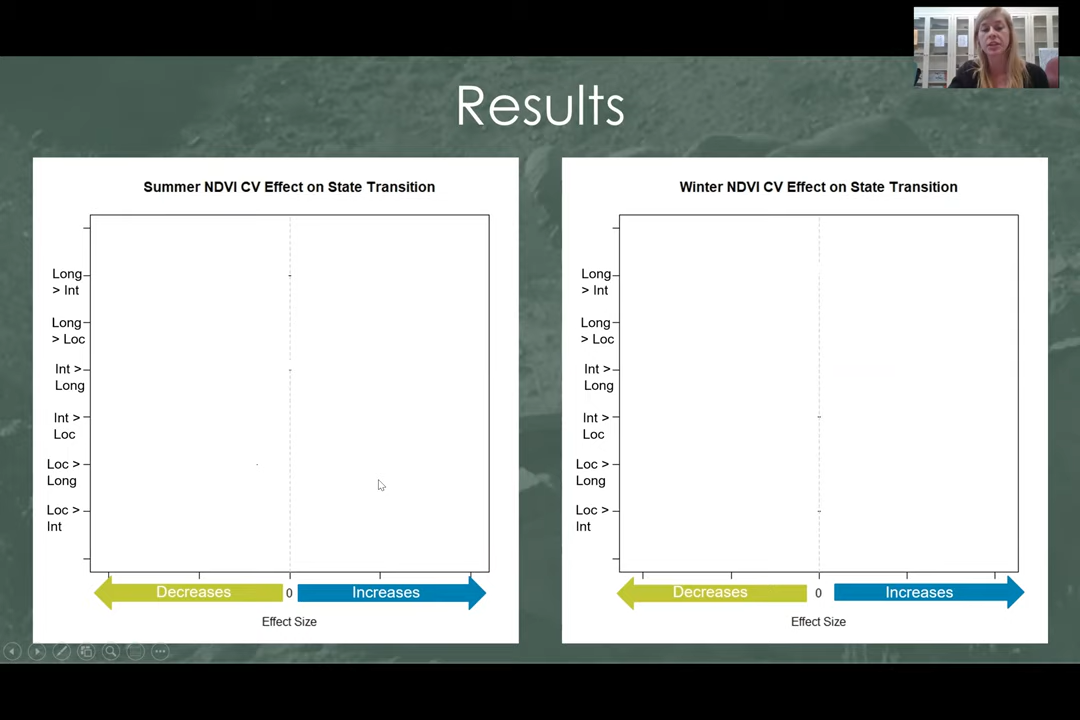 Results
Summer NDVI CV Effect on State Transition
Long
> Int
Long
> Loc
Int >
Long
Int >
Loc
Loc >
Long
Loc >
Int
Decreases
0
Increases
Effect Size
Winter NDVI CV Effect on State Transition
Long
> Int
Long
> Loc
Int >
Long
Int >
Loc
Loc >
Long
Loc >
Int
Decreases
0
Increases
Effect Size